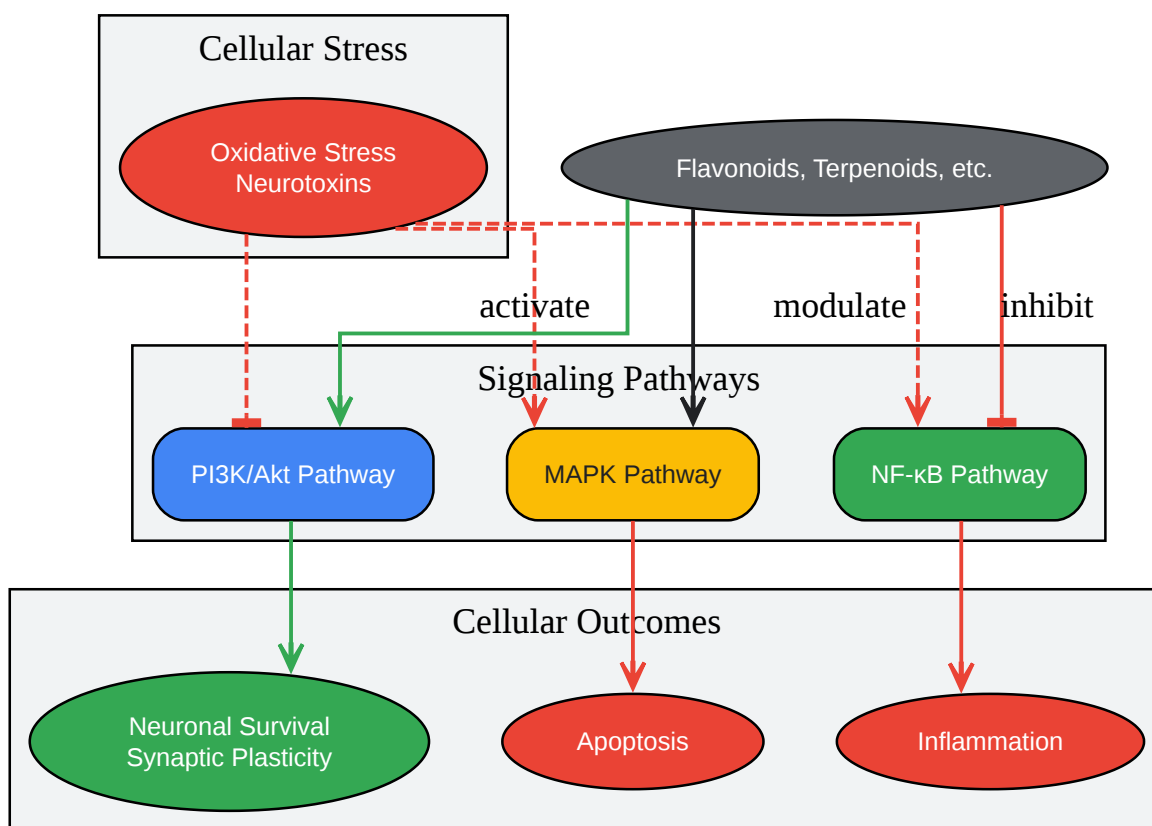 Cellular Stress
Oxidative Stress
Neurotoxins
Flavonoids, Terpenoids, etc.
activate
modulate
inhibit
Signaling Pathways
PI3K/Akt Pathway
MAPK Pathway
NF-κB Pathway
Cellular Outcomes
Neuronal Survival
Synaptic Plasticity
Apoptosis
Inflammation